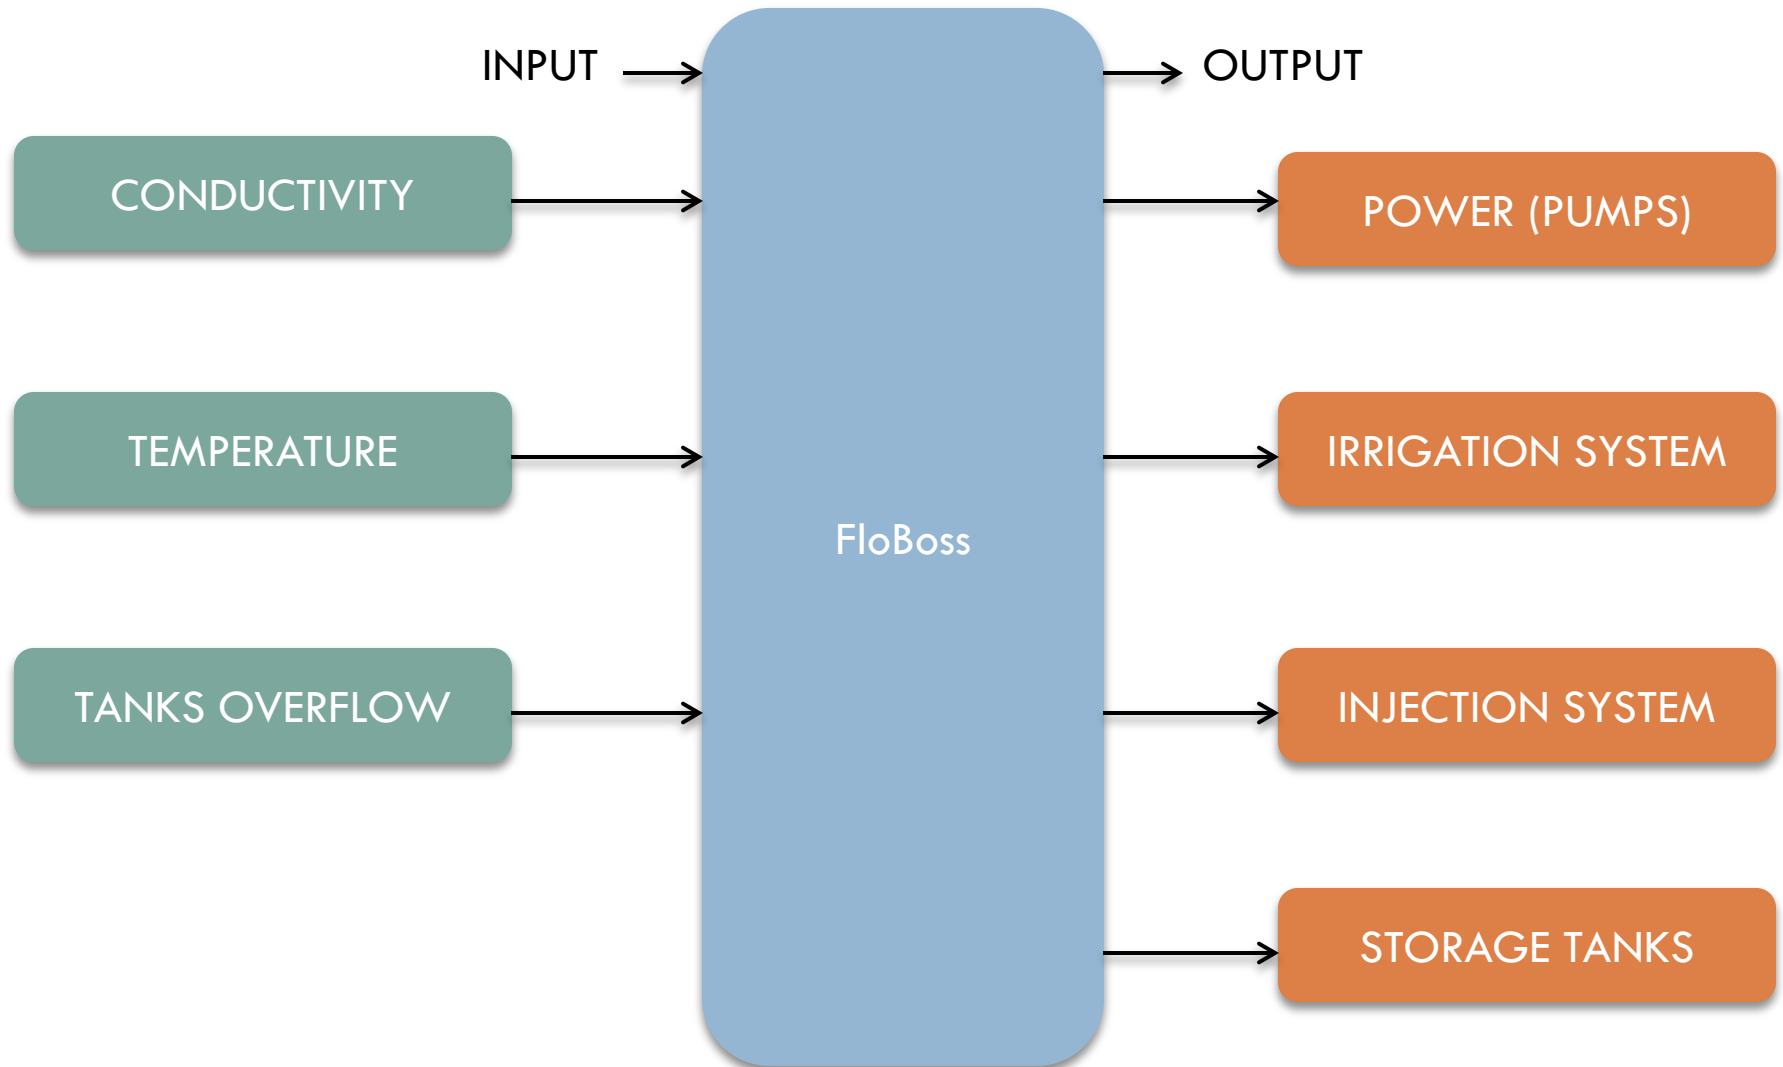 INPUT
OUTPUT
CONDUCTIVITY
POWER (PUMPS)
TEMPERATURE
IRRIGATION SYSTEM
FloBoss
TANKS OVERFLOW
INJECTION SYSTEM
STORAGE TANKS